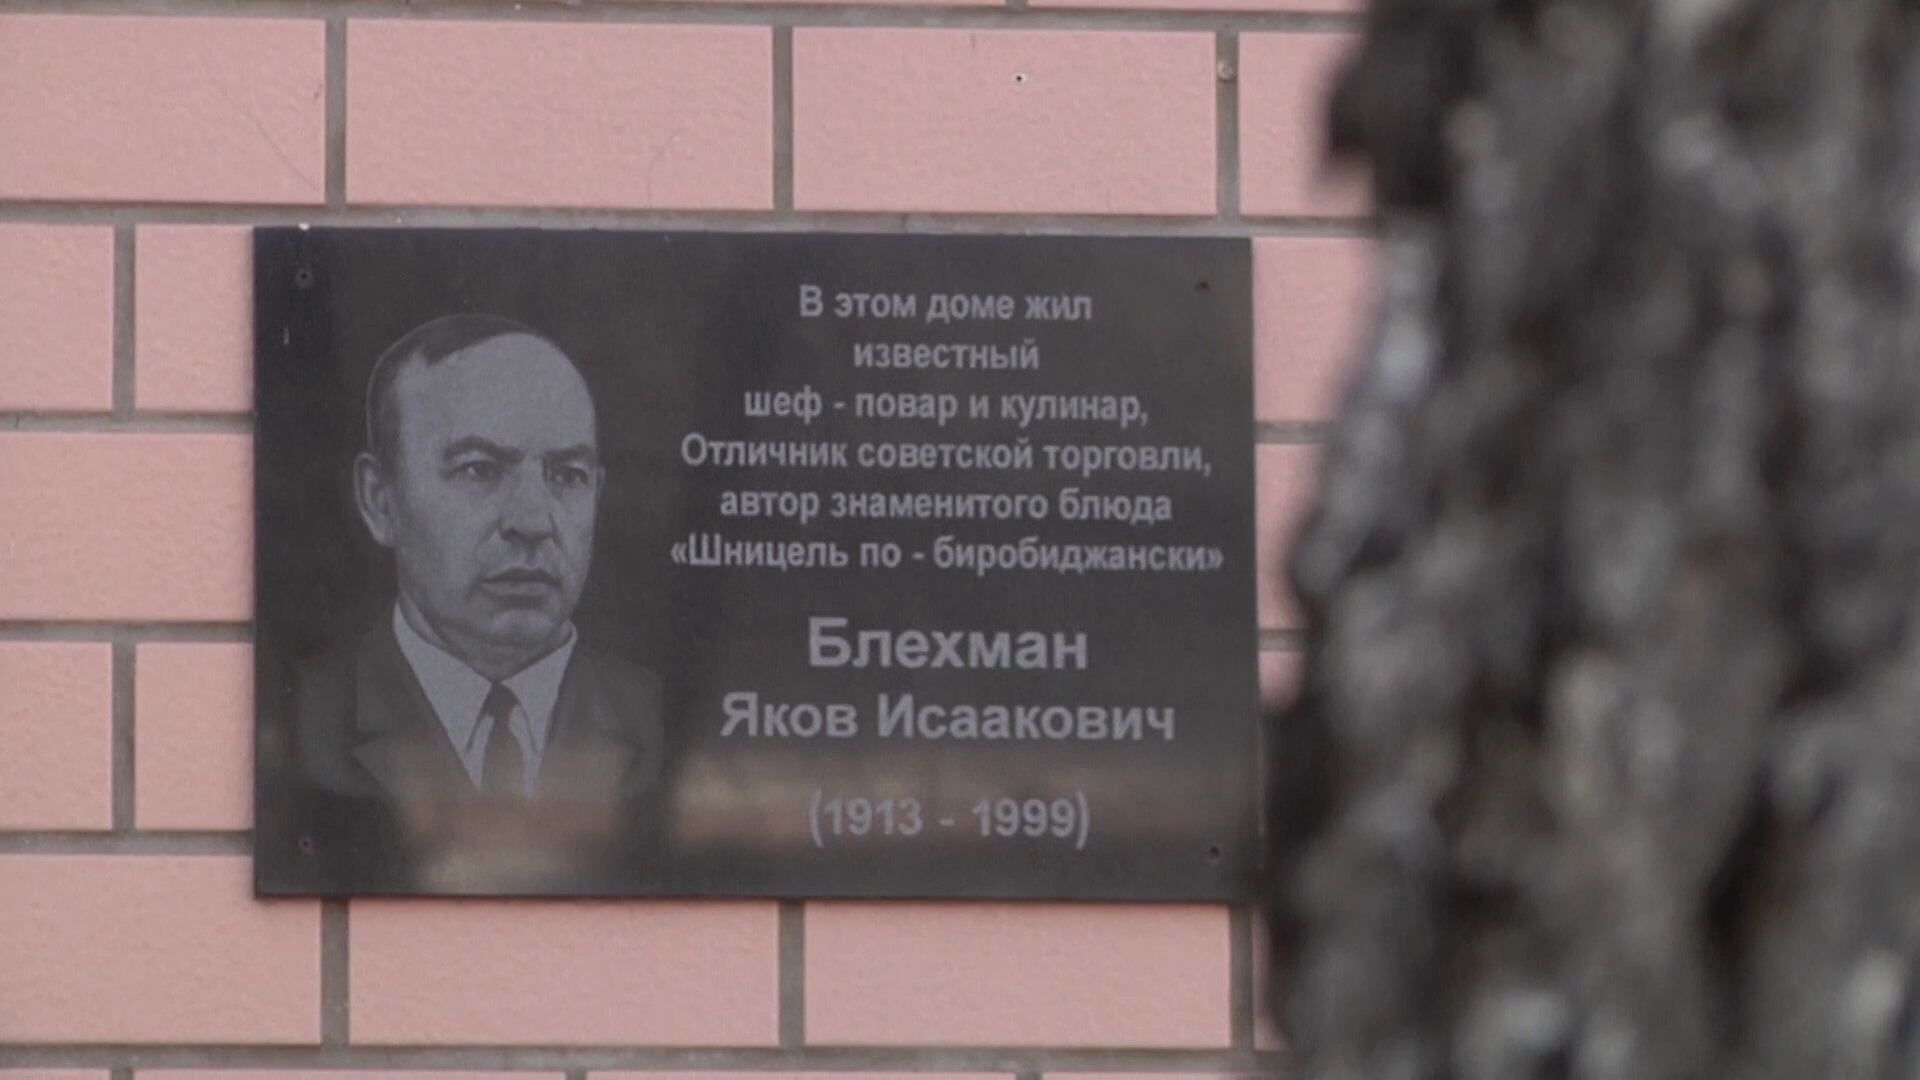 В этом доме жил
известный
шеф - повар и кулинар,
Отличник советской торговли,
автор знаменитого блюда
«Шницель по - биробиджански»
Блехман
Яков Исаакович
(1913 - 1999)